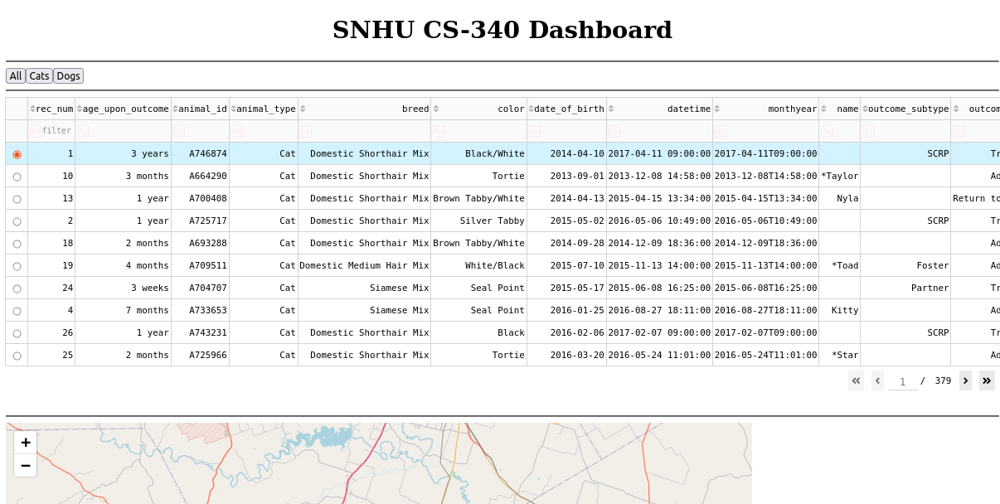 SNHU CS-340 Dashboard
All Cats Dogs
rec_num age_upon_outcome animal_id animal_type breed color date_of_birth datetime monthyear name outcome_subtype outcom
filter
1 3 years A746874 Cat Domestic Shorthair Mix Black/White 2014-04-10 2017-04-11 09:00:00 2017-04-11T09:00:00 SCRP Tr
10 3 months A664290 Cat Domestic Shorthair Mix Tortie 2013-09-01 2013-12-08 14:58:00 2013-12-08T14:58:00 *Taylor Ad
13 1 year A700408 Cat Domestic Shorthair Mix Brown Tabby/White 2014-04-13 2015-04-15 13:34:00 2015-04-15T13:34:00 Nyla Return to
2 1 year A725717 Cat Domestic Shorthair Mix Silver Tabby 2015-05-02 2016-05-06 10:49:00 2016-05-06T10:49:00 SCRP Tr
18 2 months A693288 Cat Domestic Shorthair Mix Brown Tabby/White 2014-09-28 2014-12-09 18:36:00 2014-12-09T18:36:00 Ad
19 4 months A709511 Cat Domestic Medium Hair Mix White/Black 2015-07-10 2015-11-13 14:00:00 2015-11-13T14:00:00 *Toad Foster Ad
24 3 weeks A704707 Cat Siamese Mix Seal Point 2015-05-17 2015-06-08 16:25:00 2015-06-08T16:25:00 Partner Tr
4 7 months A733653 Cat Siamese Mix Seal Point 2016-01-25 2016-08-27 18:11:00 2016-08-27T18:11:00 Kitty Ad
26 1 year A743231 Cat Domestic Shorthair Mix Black 2016-02-06 2017-02-07 09:00:00 2017-02-07T09:00:00 SCRP Tr
25 2 months A725966 Cat Domestic Shorthair Mix Tortie 2016-03-20 2016-05-24 11:01:00 2016-05-24T11:01:00 *Star Ad
1 / 379
+
−